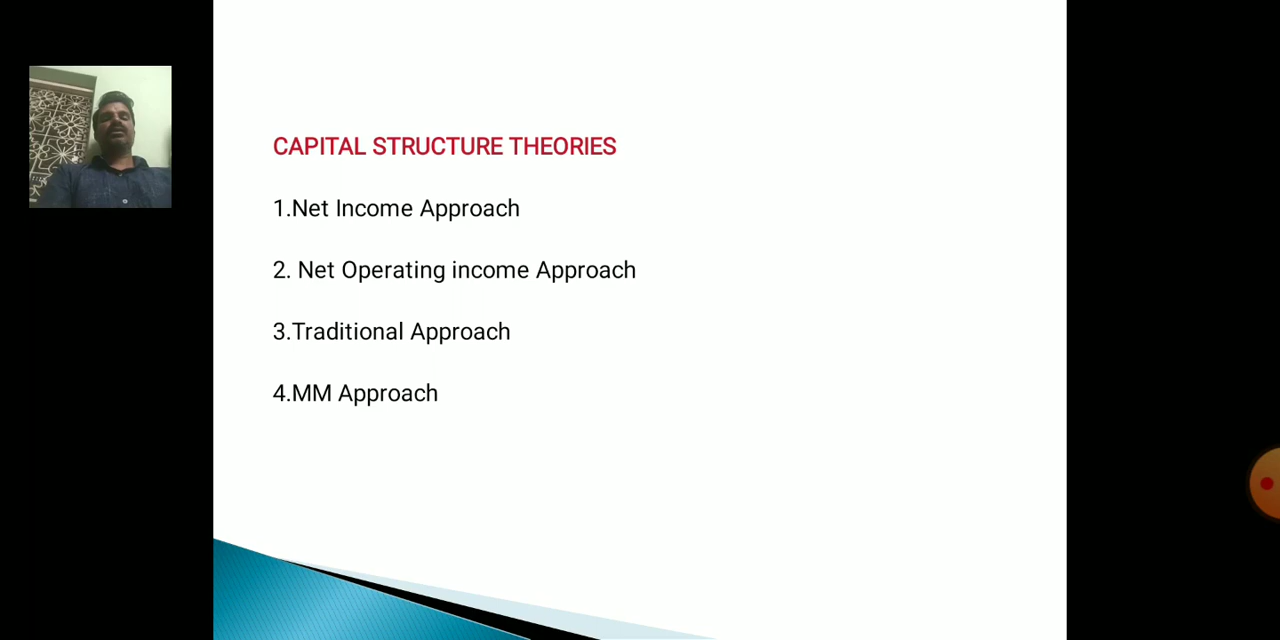 CAPITAL STRUCTURE THEORIES
1.Net Income Approach
2. Net Operating income Approach
3.Traditional Approach
4.MM Approach